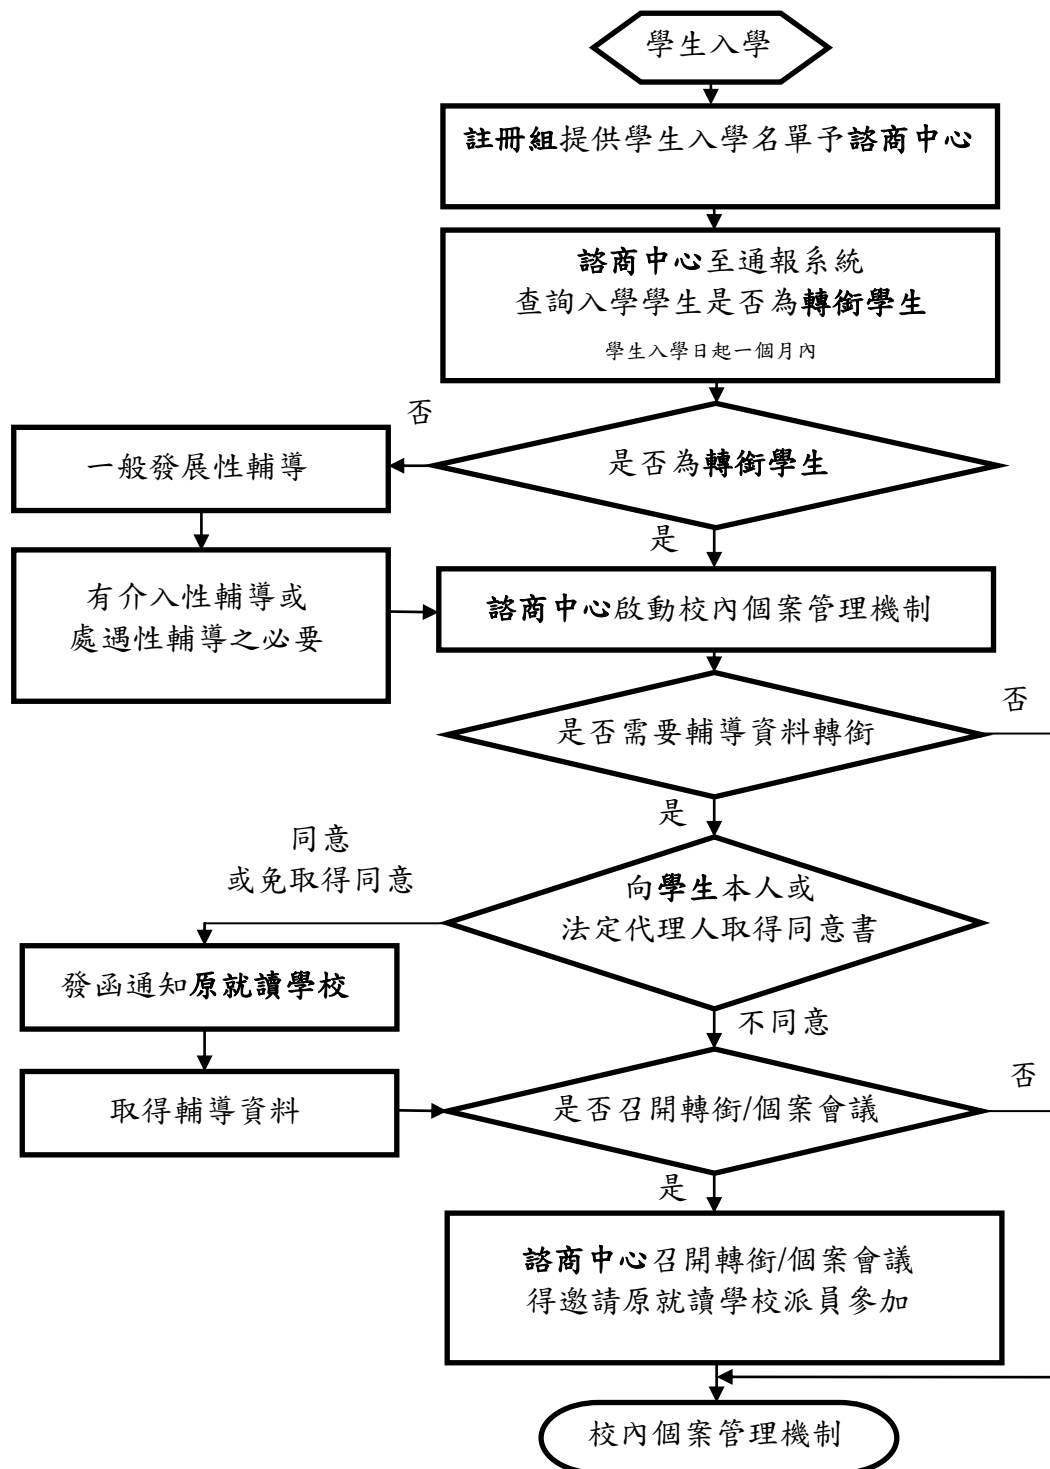 學生入學
註冊組提供學生入學名單予諮商中心
諮商中心至通報系統
查詢入學學生是否為轉銜學生
學生入學日起一個月內
否
是否為轉銜學生
一般發展性輔導
是
有介入性輔導或
處遇性輔導之必要
諮商中心啟動校內個案管理機制
否
是否需要輔導資料轉銜
是
同意
或免取得同意
向學生本人或
法定代理人取得同意書
發函通知原就讀學校
不同意
否
取得輔導資料
是否召開轉銜/個案會議
是
諮商中心召開轉銜/個案會議
得邀請原就讀學校派員參加
校內個案管理機制